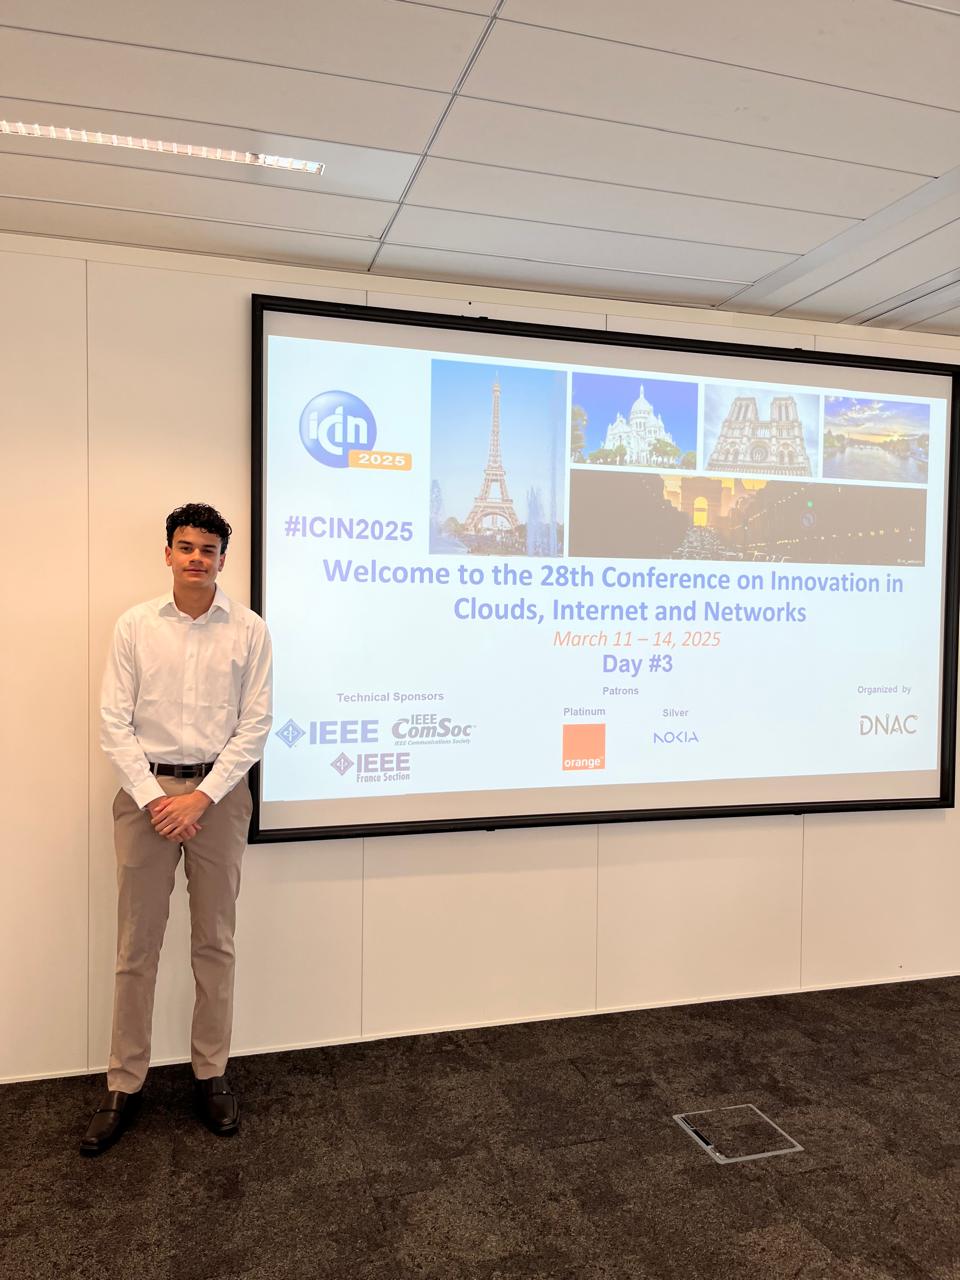 icin
2025
#ICIN2025
Welcome to the 28th Conference on Innovation in
Clouds, Internet and Networks
March 11 – 14, 2025
Day #3
Technical Sponsors
IEEE
IEEE
ComSoc
IEEE Communications Society
IEEE
France Section
Patrons
Platinum
orange
Silver
NOKIA
Organized by
DNAC